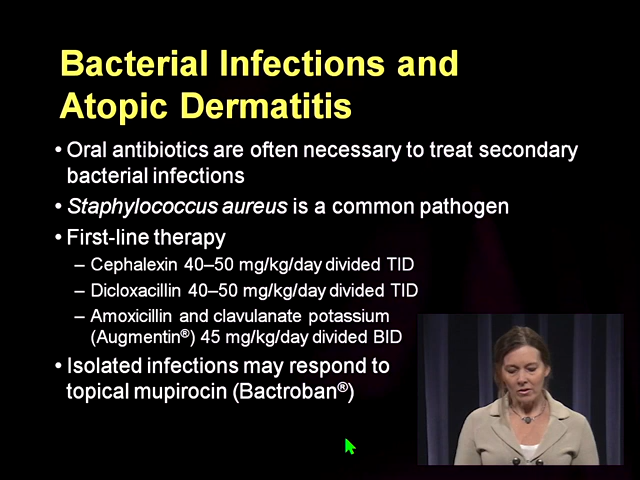 Bacterial Infections and
Atopic Dermatitis
• Oral antibiotics are often necessary to treat secondary
bacterial infections
• Staphylococcus aureus is a common pathogen
• First-line therapy
– Cephalexin 40–50 mg/kg/day divided TID
– Dicloxacillin 40–50 mg/kg/day divided TID
– Amoxicillin and clavulanate potassium
(Augmentin®) 45 mg/kg/day divided BID
• Isolated infections may respond to
topical mupirocin (Bactroban®)